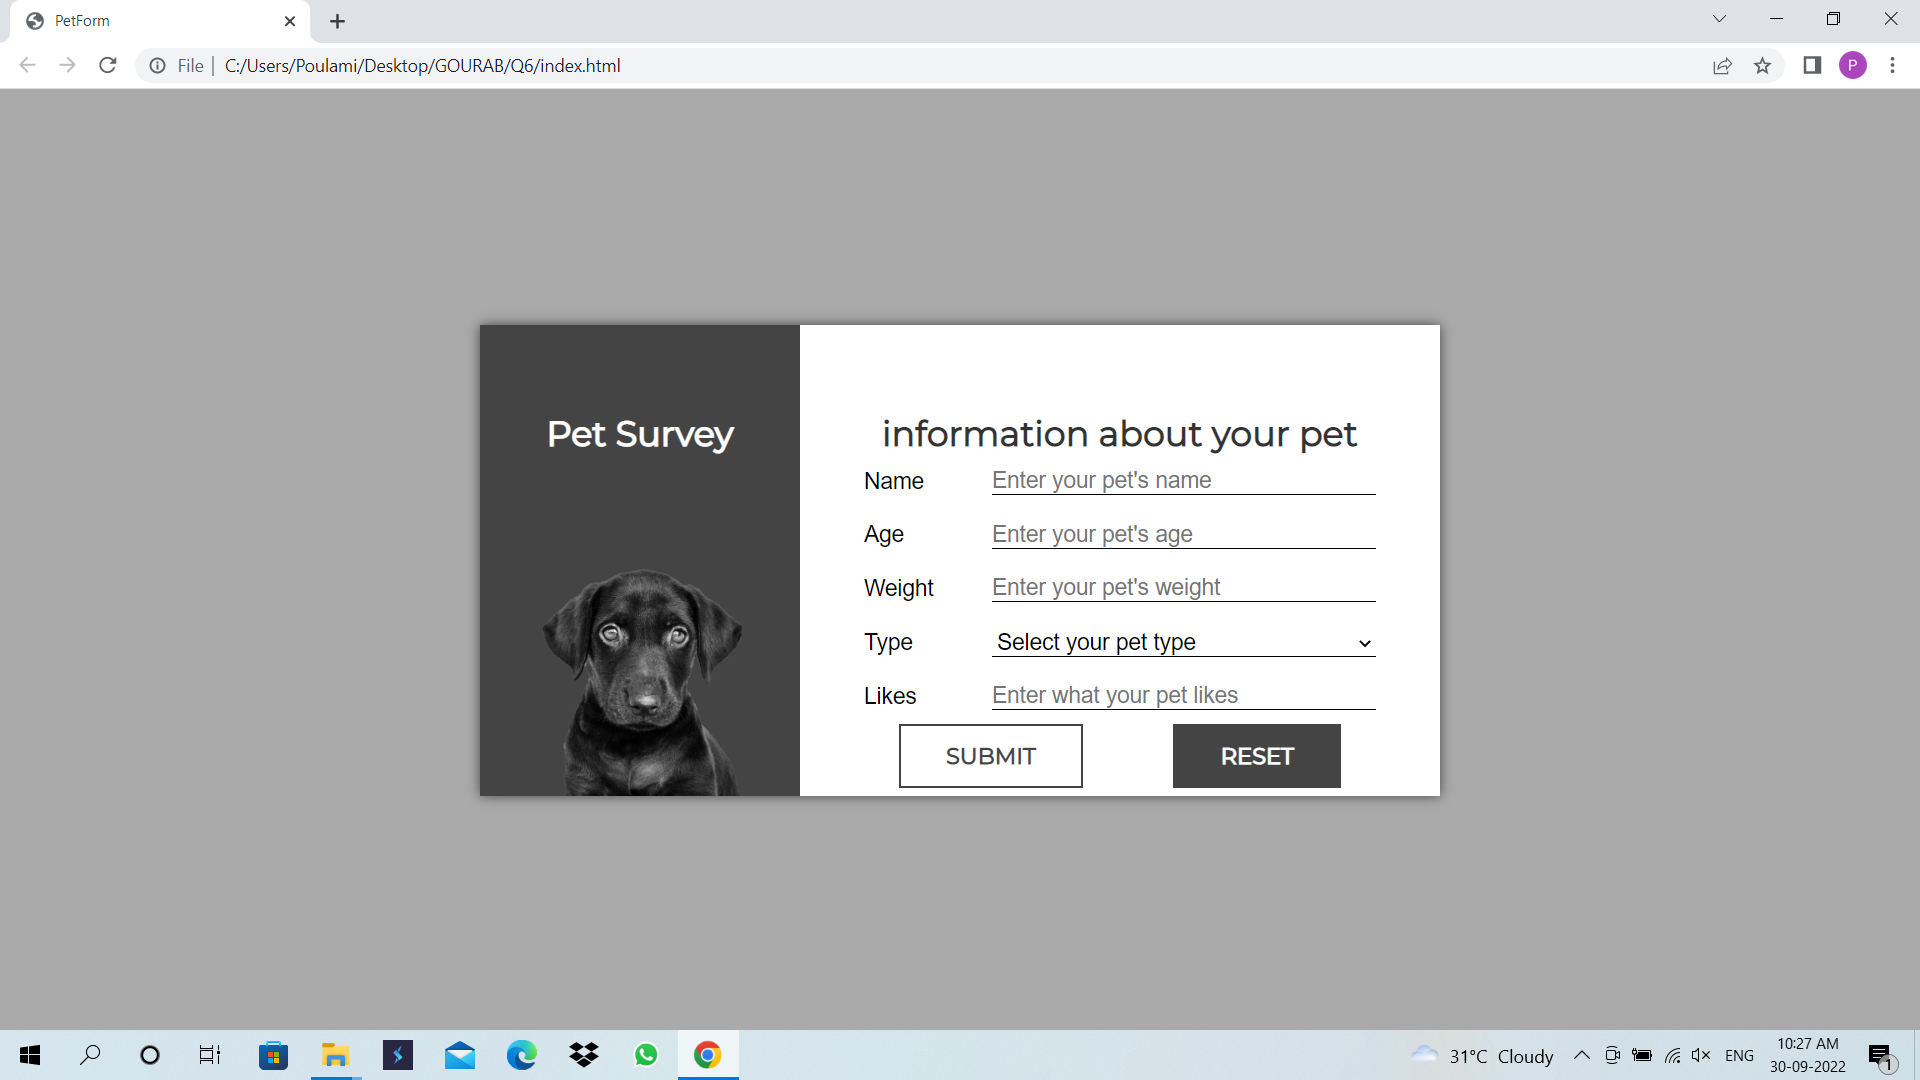 PetForm
File | C:/Users/Poulami/Desktop/GOURAB/Q6/index.html
P
Pet Survey
information about your pet
Name Enter your pet's name
Age Enter your pet's age
Weight Enter your pet's weight
Type Select your pet type
Likes Enter what your pet likes
SUBMIT RESET
31°C Cloudy ENG 10:27 AM
30-09-2022
1